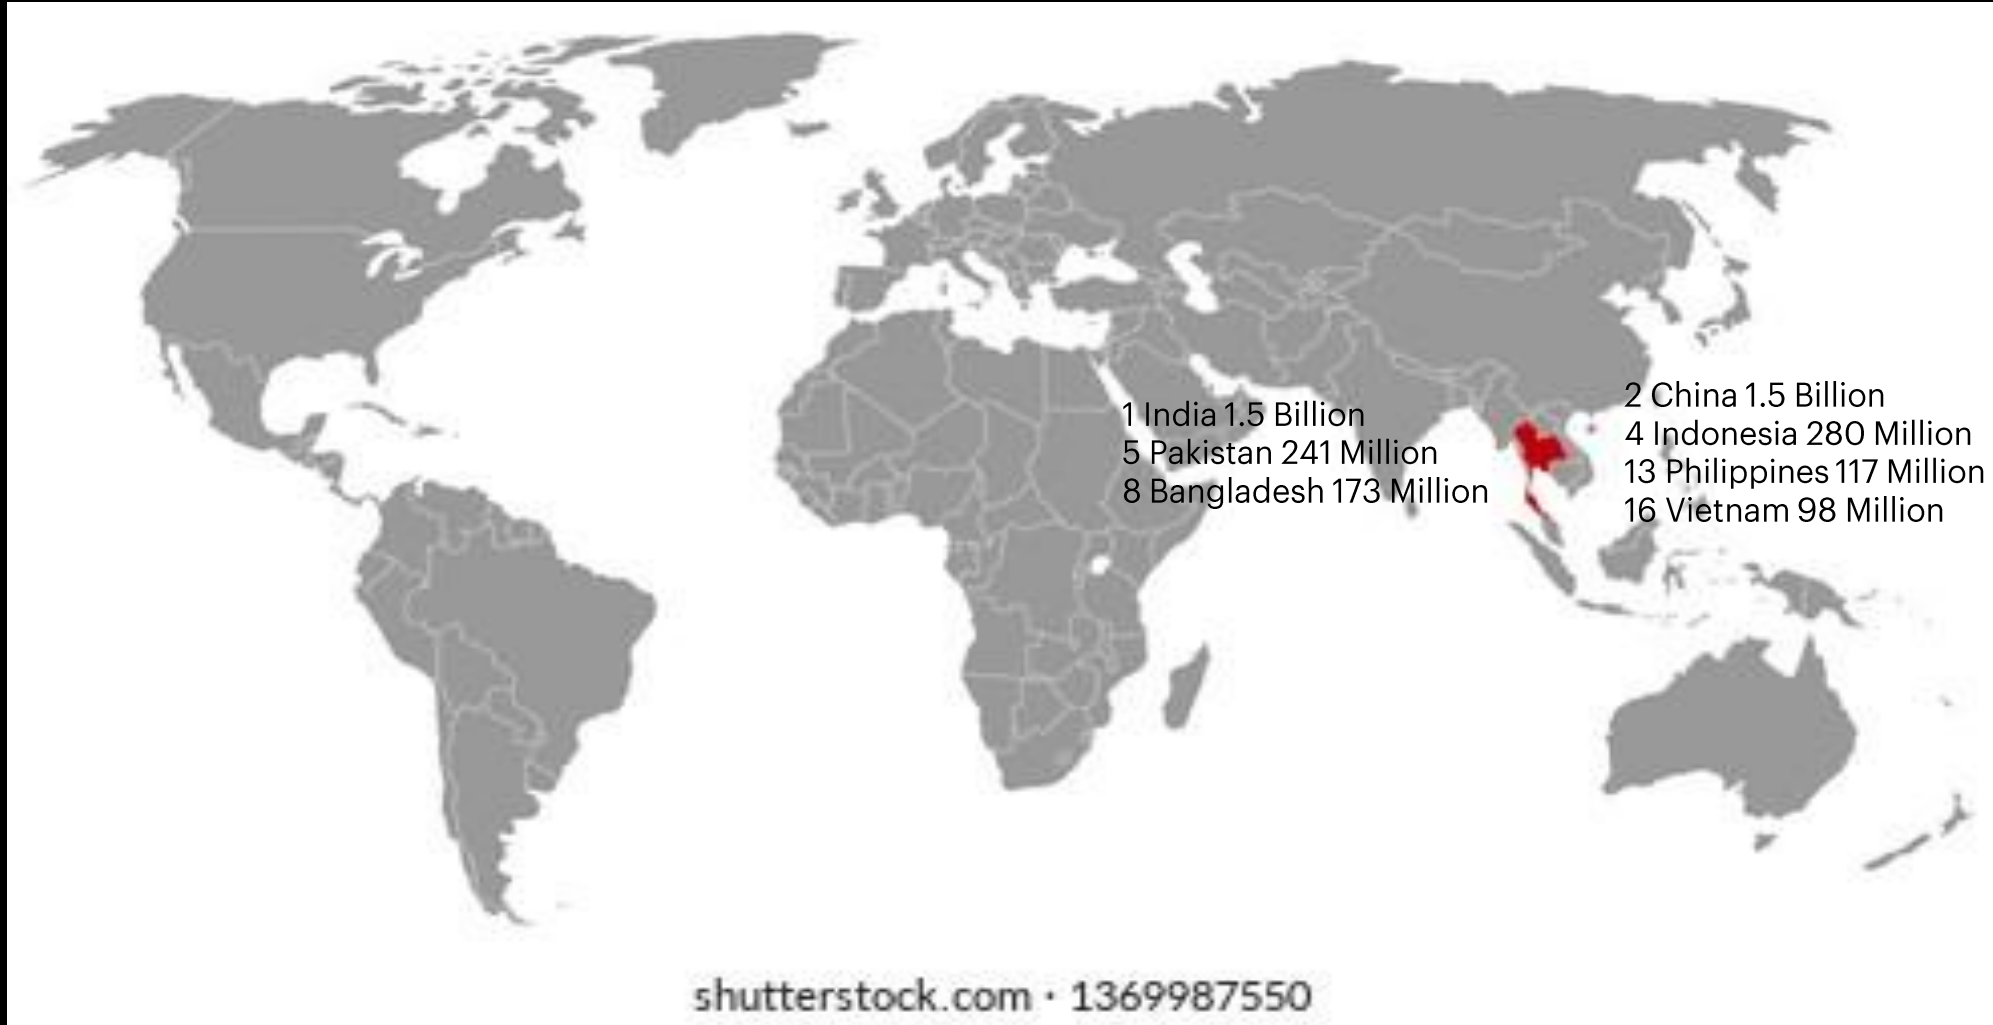 1 India 1.5 Billion
5 Pakistan 241 Million
8 Bangladesh 173 Million
2 China 1.5 Billion
4 Indonesia 280 Million
13 Philippines 117 Million
16 Vietnam 98 Million
shutterstock.com · 1369987550